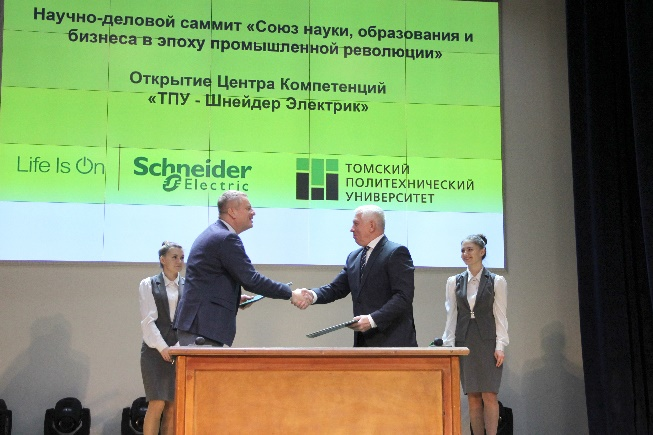 Научно-деловой саммит «Союз науки, образования и
бизнеса в эпоху промышленной революции»
Открытие Центра Компетенций
«ТПУ - Шнейдер Электрик»
Life Is On
Schneider
Electric
ТОМСКИЙ
ПОЛИТЕХНИЧЕСКИЙ
УНИВЕРСИТЕТ